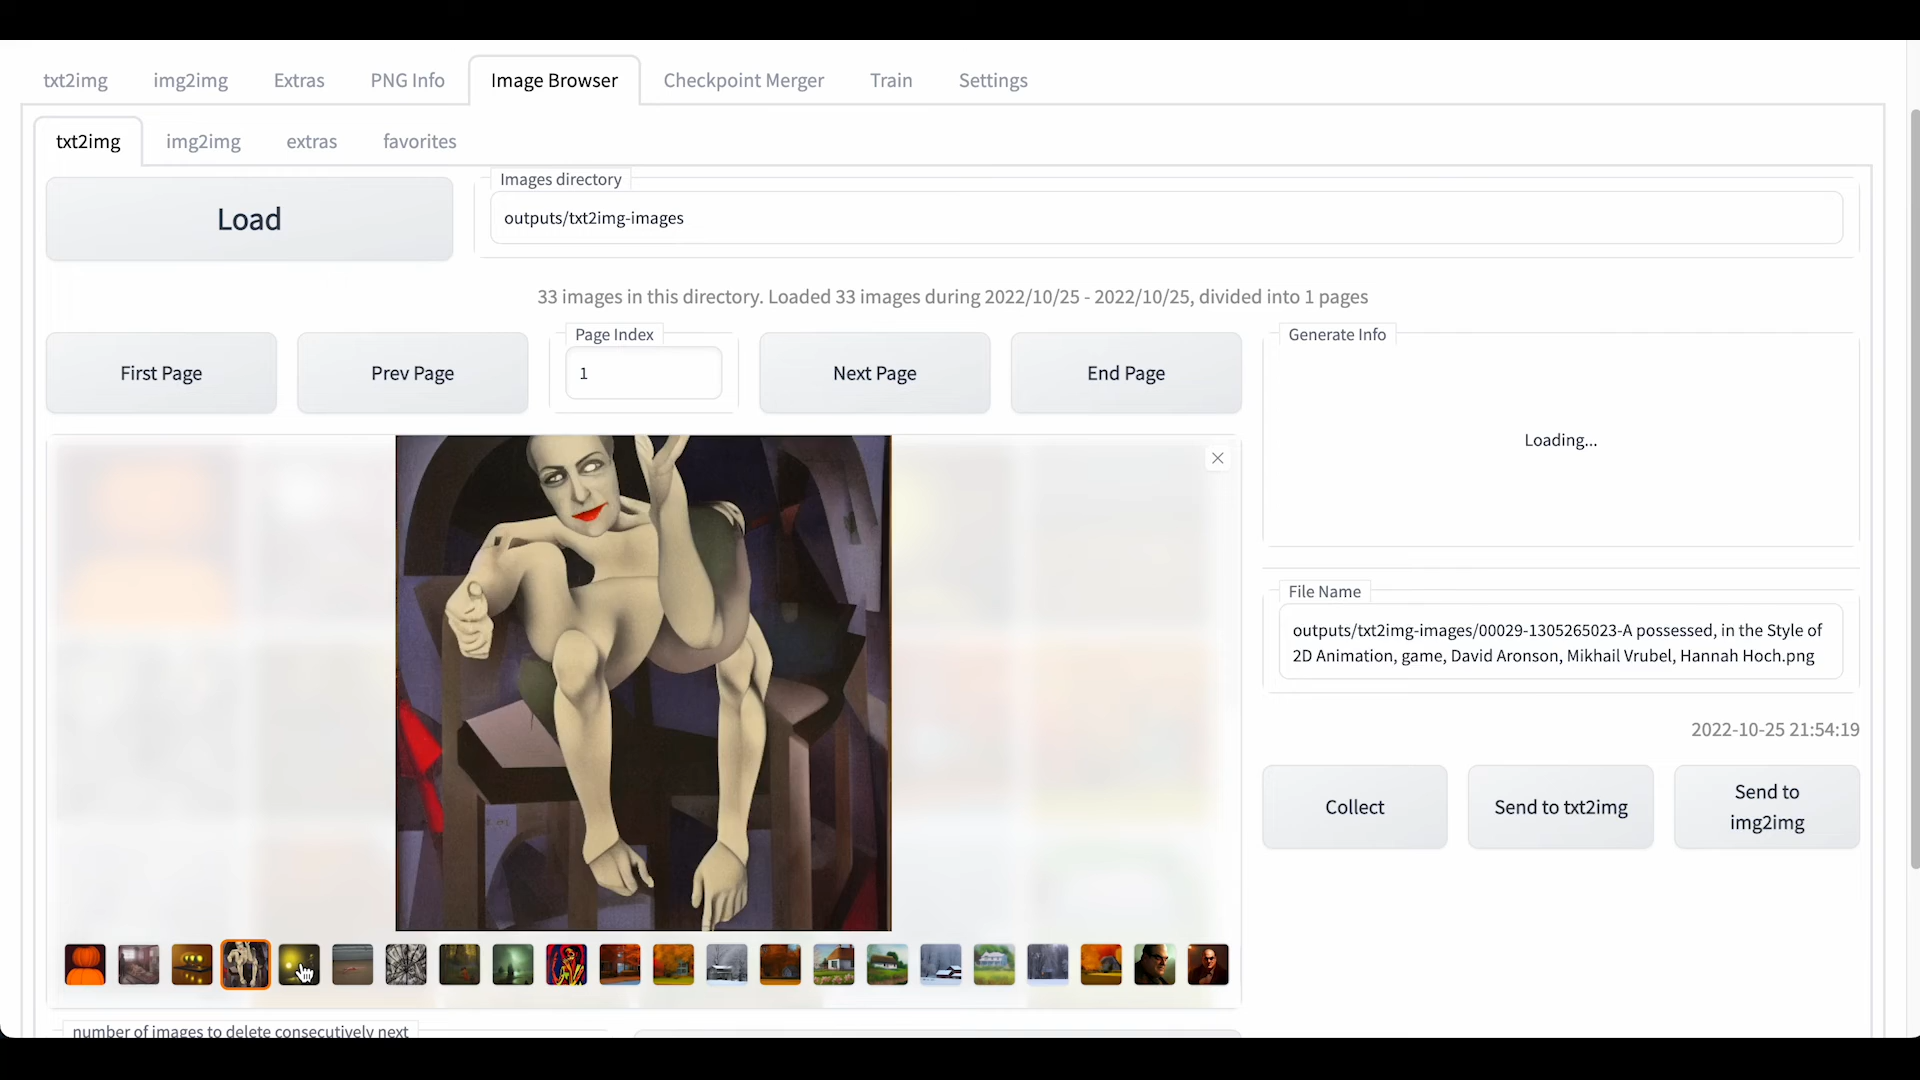 txt2img img2img Extras PNG Info Image Browser Checkpoint Merger Train Settings
txt2img img2img extras favorites
Load
Images directory
outputs/txt2img-images
33 images in this directory. Loaded 33 images during 2022/10/25 - 2022/10/25, divided into 1 pages
First Page
Prev Page
Page Index
1
Next Page
End Page
Generate Info
Loading...
File Name
outputs/txt2img-images/00029-1305265023-A possessed, in the Style of
2D Animation, game, David Aronson, Mikhail Vrubel, Hannah Hoch.png
2022-10-25 21:54:19
Collect
Send to txt2img
Send to
img2img
number of images to delete consecutively next